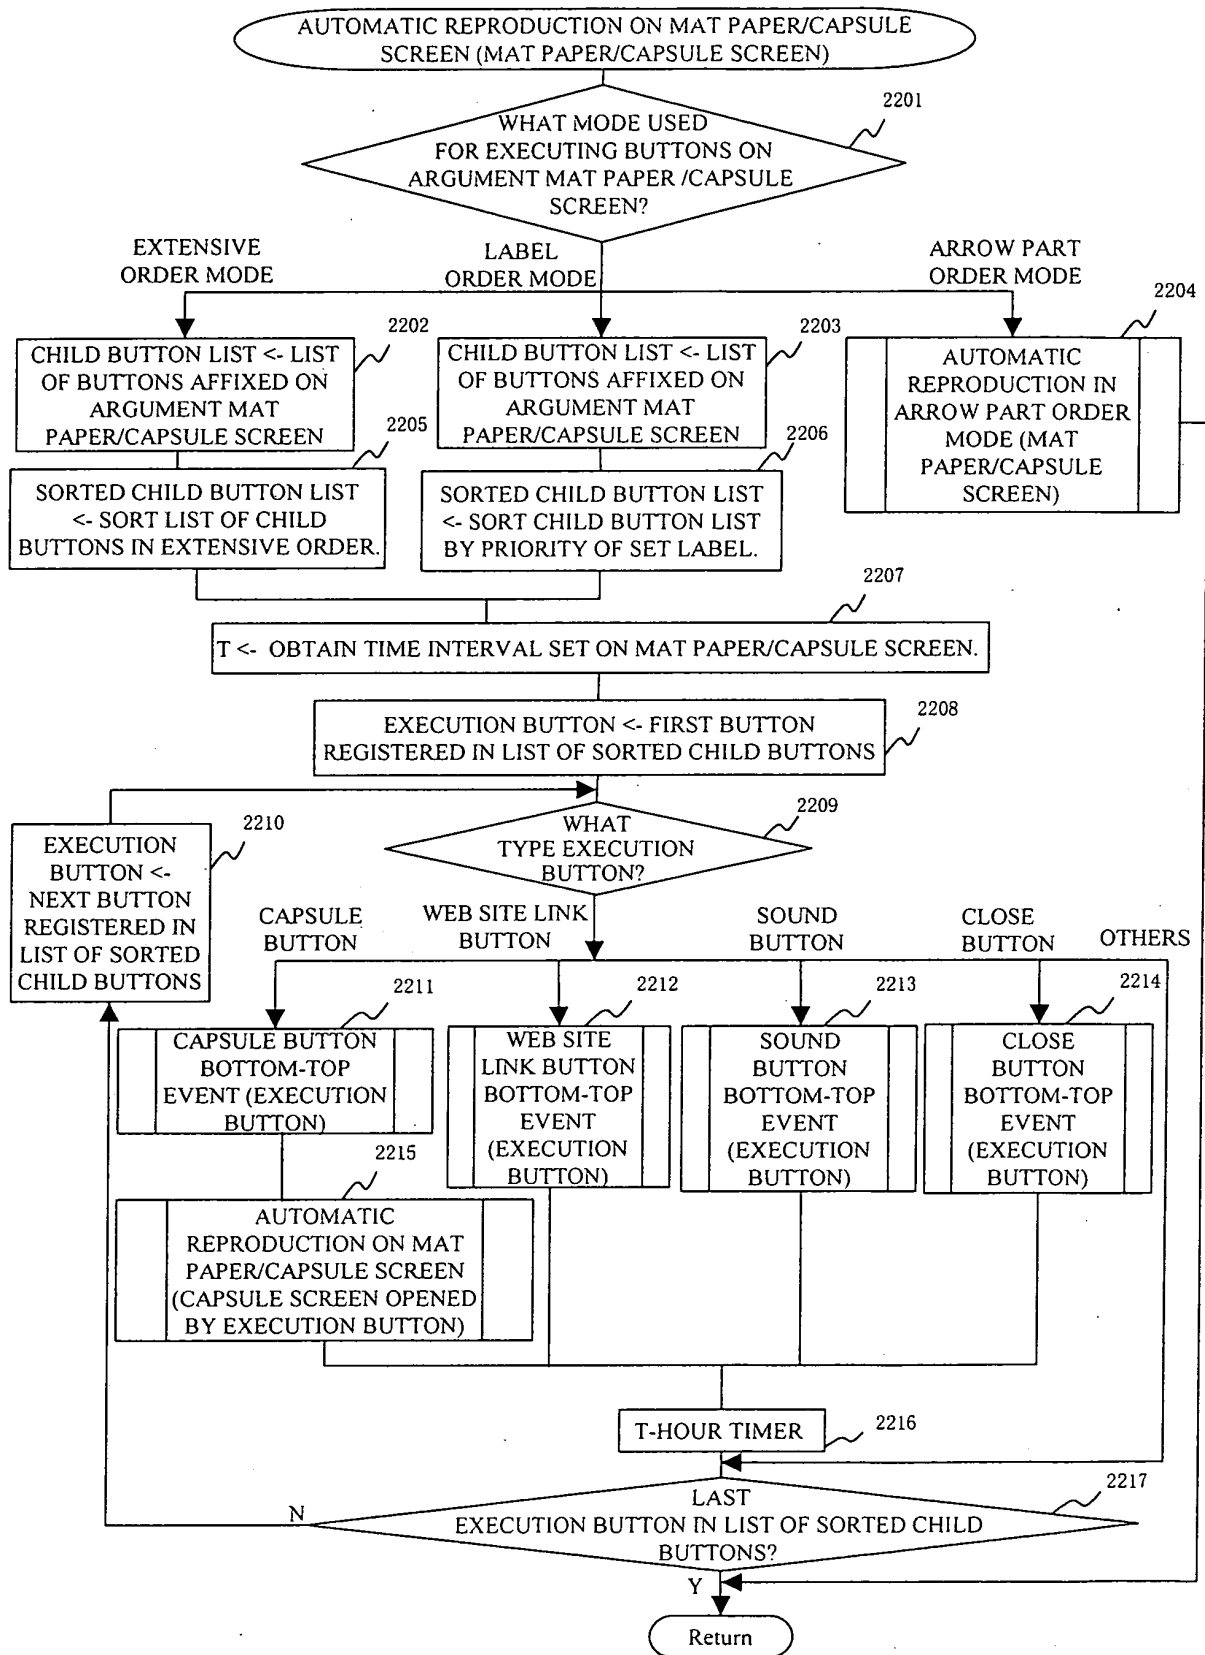 AUTOMATIC REPRODUCTION ON MAT PAPER/CAPSULE
SCREEN (MAT PAPER/CAPSULE SCREEN)
2201
WHAT MODE USED
FOR EXECUTING BUTTONS ON
ARGUMENT MAT PAPER /CAPSULE
SCREEN?
EXTENSIVE
ORDER MODE
LABEL
ORDER MODE
ARROW PART
ORDER MODE
2202
CHILD BUTTON LIST <- LIST
OF BUTTONS AFFIXED ON
ARGUMENT MAT
PAPER/CAPSULE SCREEN
2203
CHILD BUTTON LIST <- LIST
OF BUTTONS AFFIXED ON
ARGUMENT MAT
PAPER/CAPSULE SCREEN
2204
AUTOMATIC
REPRODUCTION IN
ARROW PART ORDER
MODE (MAT
PAPER/CAPSULE
SCREEN)
2205
SORTED CHILD BUTTON LIST
<- SORT LIST OF CHILD
BUTTONS IN EXTENSIVE ORDER.
2206
SORTED CHILD BUTTON LIST
<- SORT CHILD BUTTON LIST
BY PRIORITY OF SET LABEL.
2207
T <- OBTAIN TIME INTERVAL SET ON MAT PAPER/CAPSULE SCREEN.
2208
EXECUTION BUTTON <- FIRST BUTTON
REGISTERED IN LIST OF SORTED CHILD BUTTONS
2209
WHAT
TYPE EXECUTION
BUTTON?
2210
EXECUTION
BUTTON <-
NEXT BUTTON
REGISTERED IN
LIST OF SORTED
CHILD BUTTONS
CAPSULE
BUTTON
WEB SITE LINK
BUTTON
SOUND
BUTTON
CLOSE
BUTTON
OTHERS
2211
CAPSULE BUTTON
BOTTOM-TOP
EVENT (EXECUTION
BUTTON)
2212
WEB SITE
LINK BUTTON
BOTTOM-TOP
EVENT
(EXECUTION
BUTTON)
2213
SOUND
BUTTON
BOTTOM-TOP
EVENT
(EXECUTION
BUTTON)
2214
CLOSE
BUTTON
BOTTOM-TOP
EVENT
(EXECUTION
BUTTON)
2215
AUTOMATIC
REPRODUCTION ON MAT
PAPER/CAPSULE SCREEN
(CAPSULE SCREEN OPENED
BY EXECUTION BUTTON)
T-HOUR TIMER
2216
2217
LAST
EXECUTION BUTTON IN LIST OF SORTED CHILD
BUTTONS?
N
Y
Return